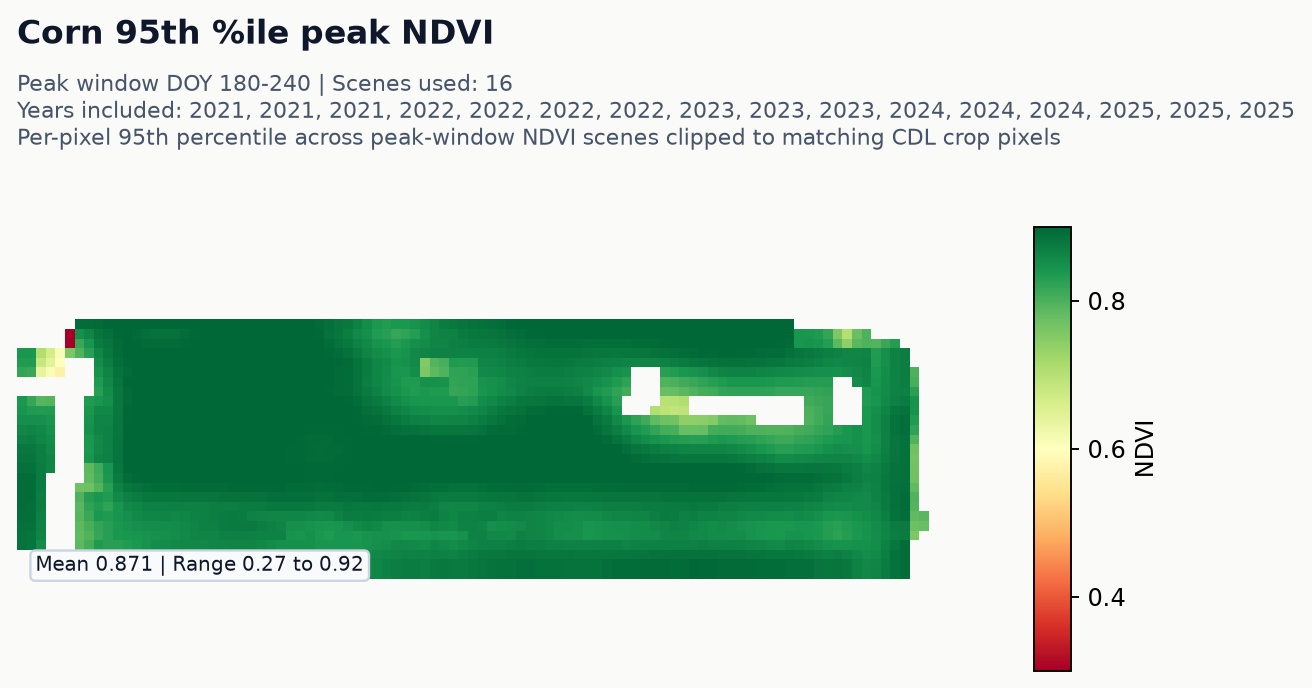 Corn 95th %ile peak NDVI
Peak window DOY 180-240 | Scenes used: 16
Years included: 2021, 2021, 2021, 2022, 2022, 2022, 2022, 2023, 2023, 2023, 2024, 2024, 2024, 2025, 2025, 2025
Per-pixel 95th percentile across peak-window NDVI scenes clipped to matching CDL crop pixels
0.8
0.6
NDVI
0.4
Mean 0.871 | Range 0.27 to 0.92